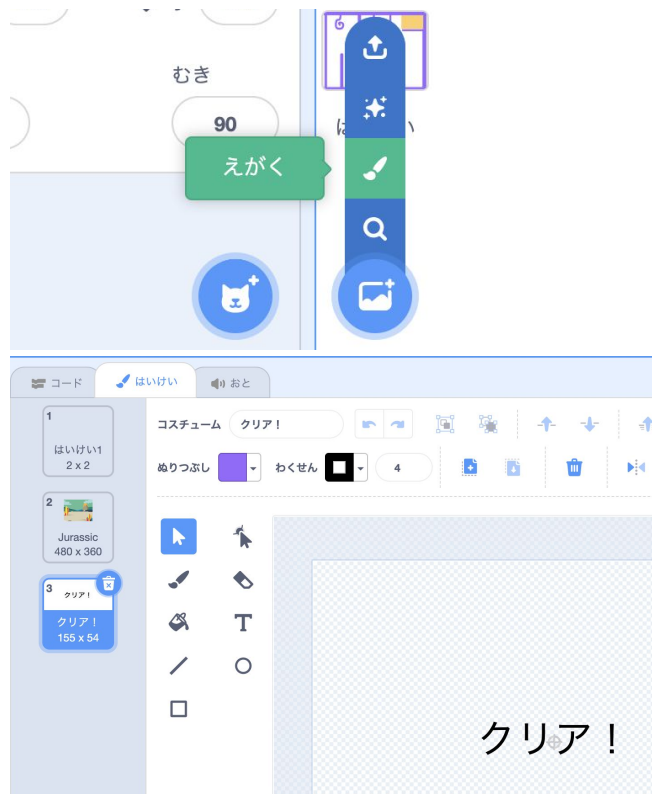 むき
90
えがく
コード
はいけい
おと
1
はいけい1
2 x 2
2
Jurassic
480 x 360
3
クリア！
クリア！
155 x 54
コスチューム クリア！
ぬりつぶし わくせん 4
T
クリア！